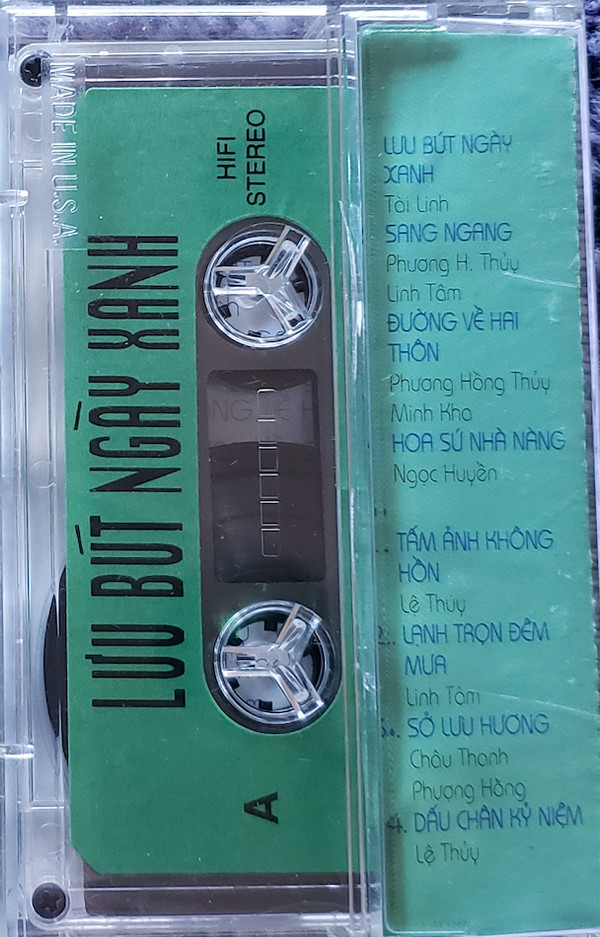 MADE IN U.S.A.
HIFI
STEREO
LƯU BÚT NGÀY XANH
A
LƯU BÚT NGÀY
XANH
Tài Linh
SANG NGANG
Phương H. Thủy
Linh Tâm
ĐƯỜNG VỀ HAI
THÔN
Phương Hồng Thủy
Minh Kha
HOA SỨ NHÀ NÀNG
Ngọc Huyền
TẤM ẢNH KHÔNG
HỒN
Lệ Thủy
2.. LẠNH TRỌN ĐÊM
MƯA
Linh Tâm
SỞ LƯU HƯƠNG
Châu Thanh
Phượng Hằng
4. DẤU CHÂN KỶ NIỆM
Lệ Thủy